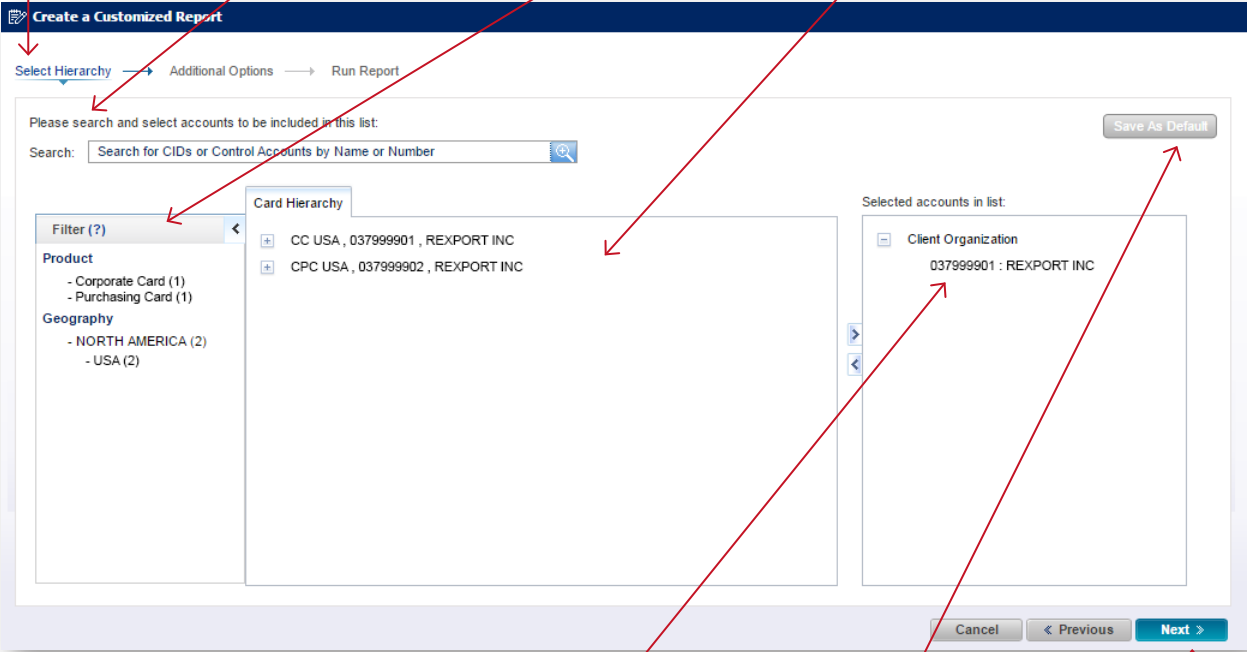 Create a Customized Report
Select Hierarchy Additional Options Run Report
Please search and select accounts to be included in this list:
Save As Default
Search: Search for CIDs or Control Accounts by Name or Number
Card Hierarchy
Selected accounts in list:
Filter (?)
Product
- Corporate Card (1)
- Purchasing Card (1)
Geography
- NORTH AMERICA (2)
- USA (2)
CC USA , 037999901 , REXPORT INC
CPC USA , 037999902 , REXPORT INC
Client Organization
037999901 : REXPORT INC
Cancel « Previous Next »